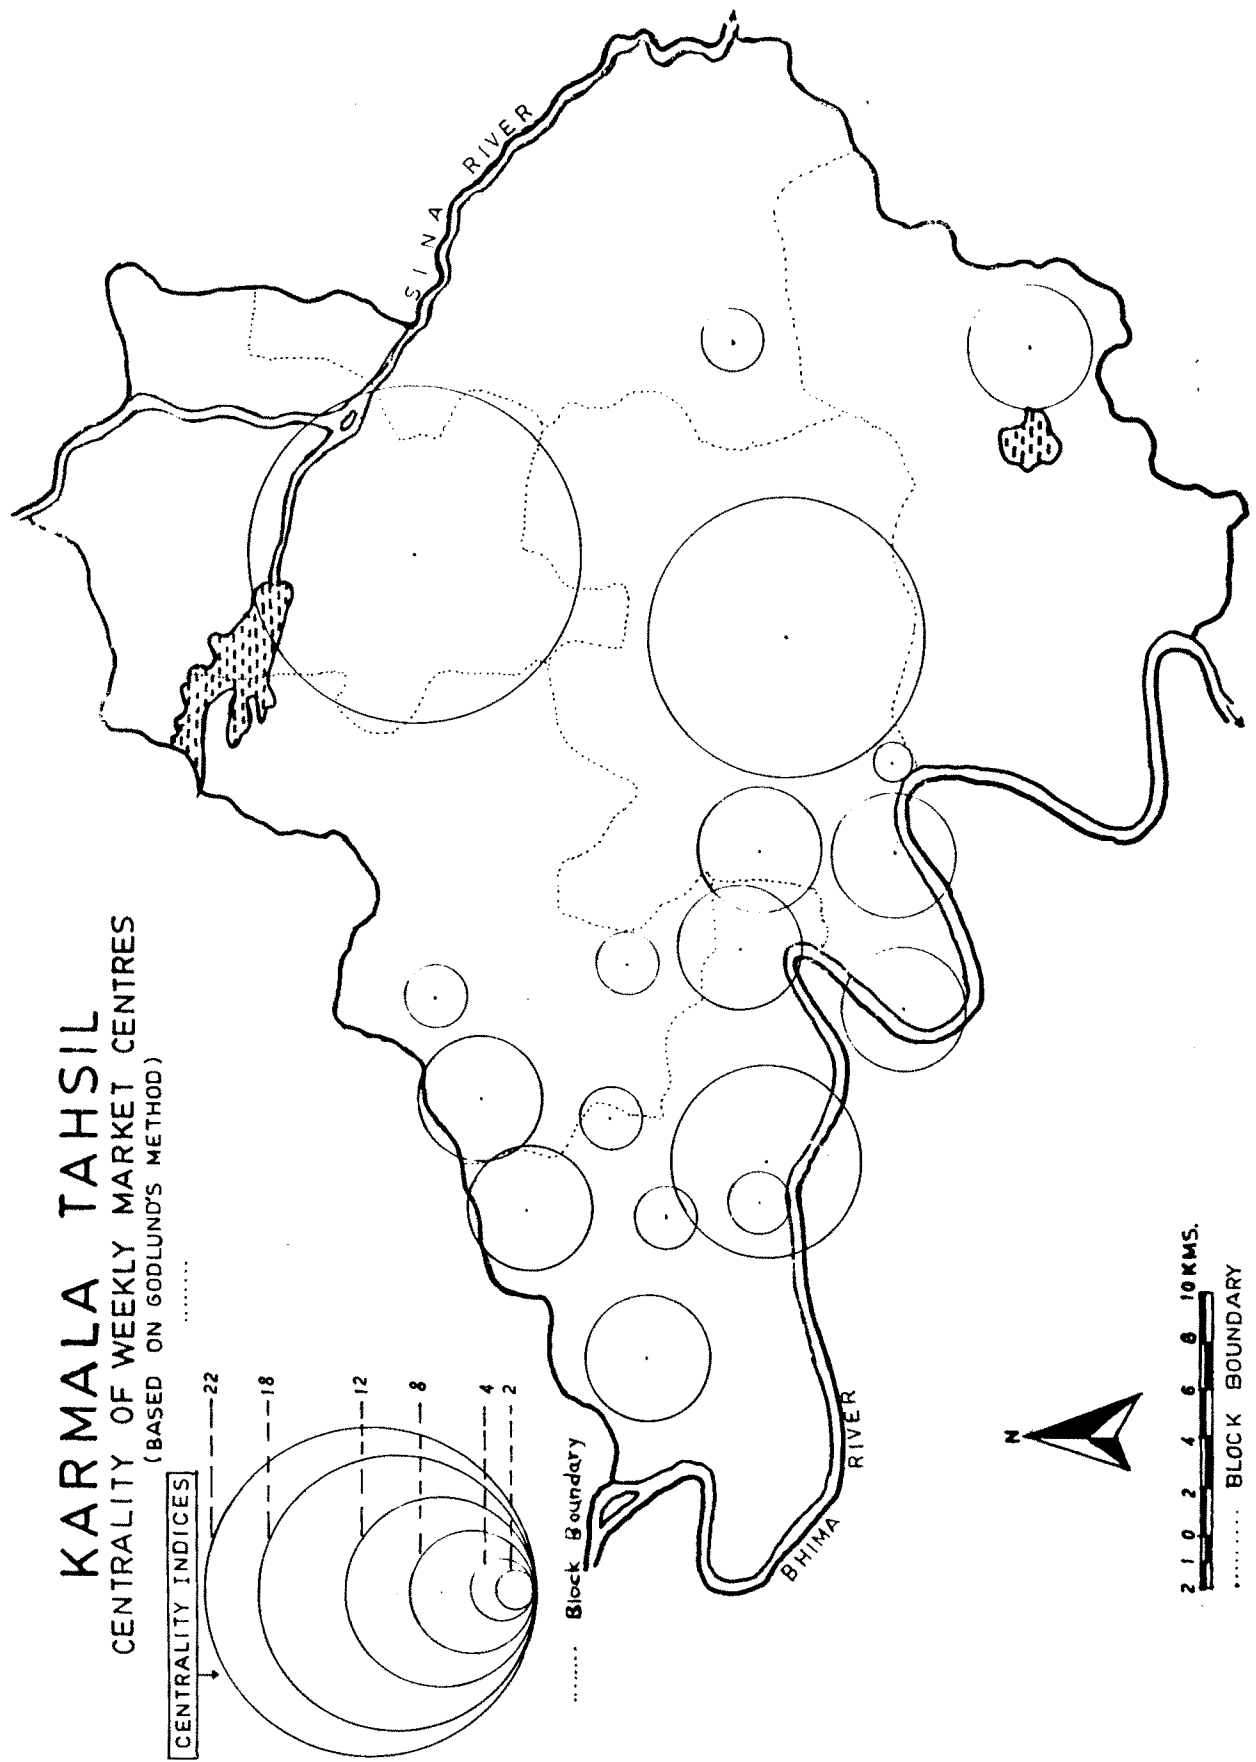 KARMALA TAHSIL
CENTRALITY OF WEEKLY MARKET CENTRES
(BASED ON GODLUND'S METHOD)
CENTRALITY INDICES
22
18
12
8
4
2
Block Boundary
SINA RIVER
BHIMA RIVER
N
2 1 0 2 4 6 8 10 KMS.
BLOCK BOUNDARY